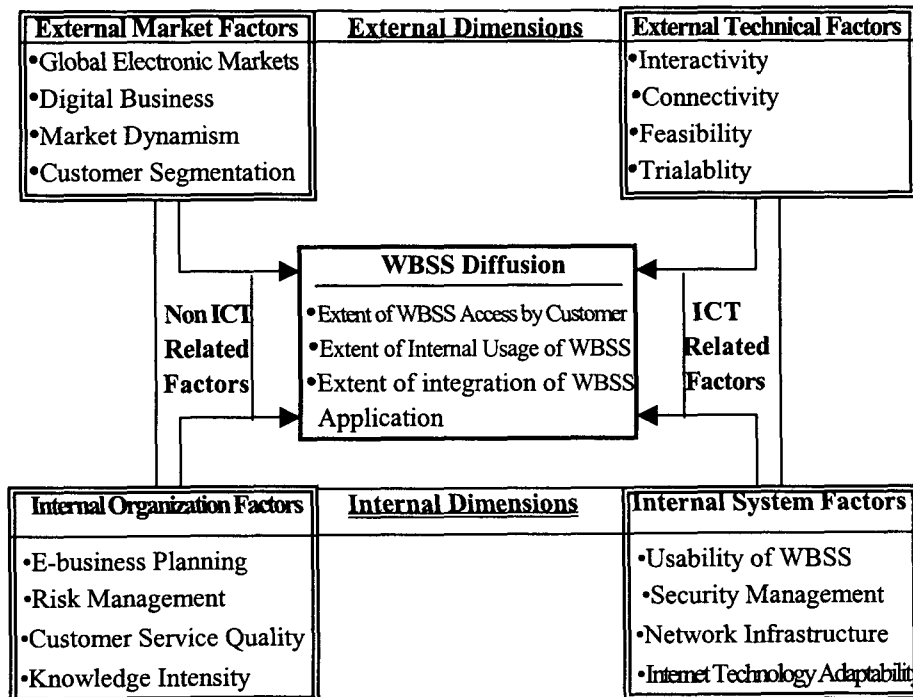 External Market Factors
External Dimensions
External Technical Factors
•Global Electronic Markets
•Digital Business
•Market Dynamism
•Customer Segmentation
•Interactivity
•Connectivity
•Feasibility
•Trialablity
WBSS Diffusion
•Extent of WBSS Access by Customer
•Extent of Internal Usage of WBSS
•Extent of integration of WBSS
Application
Non ICT
Related
Factors
ICT
Related
Factors
Internal Organization Factors
Internal Dimensions
Internal System Factors
•E-business Planning
•Risk Management
•Customer Service Quality
•Knowledge Intensity
•Usability of WBSS
•Security Management
•Network Infrastructure
•Internet Technology Adaptability